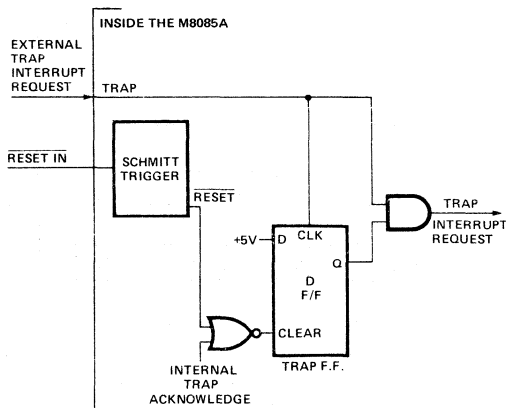 INSIDE THE M8085A
EXTERNAL
TRAP
INTERRUPT
REQUEST
TRAP
RESET IN
SCHMITT
TRIGGER
RESET
TRAP
INTERRUPT
REQUEST
+5V
D
CLK
Q
D
F/F
CLEAR
TRAP F.F.
INTERNAL
TRAP
ACKNOWLEDGE